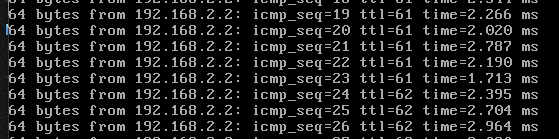 64 bytes from 192.168.2.2: icmp_seq=19 ttl=61 time=2.266 ms
64 bytes from 192.168.2.2: icmp_seq=20 ttl=61 time=2.020 ms
64 bytes from 192.168.2.2: icmp_seq=21 ttl=61 time=2.787 ms
64 bytes from 192.168.2.2: icmp_seq=22 ttl=61 time=2.190 ms
64 bytes from 192.168.2.2: icmp_seq=23 ttl=61 time=1.713 ms
64 bytes from 192.168.2.2: icmp_seq=24 ttl=62 time=2.395 ms
64 bytes from 192.168.2.2: icmp_seq=25 ttl=62 time=2.704 ms
64 bytes from 192.168.2.2: icmp_seq=26 ttl=62 time=2.964 ms